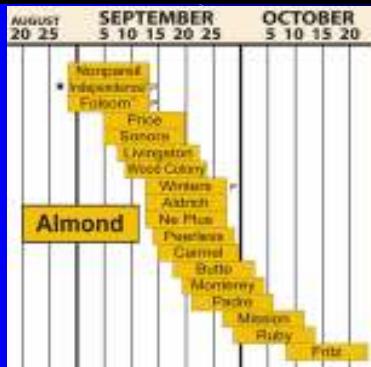 AUGUST SEPTEMBER OCTOBER
20 25 5 10 15 20 25 5 10 15 20
Nonpareil
* Independence P
Folsom P
Price
Sonora
Livingston
Wood Colony
Winters P
Aldrich
Almond
Ne Plus
Peerless
Carmel
Butte
Monterey
Padre
Mission
Ruby
Fritz